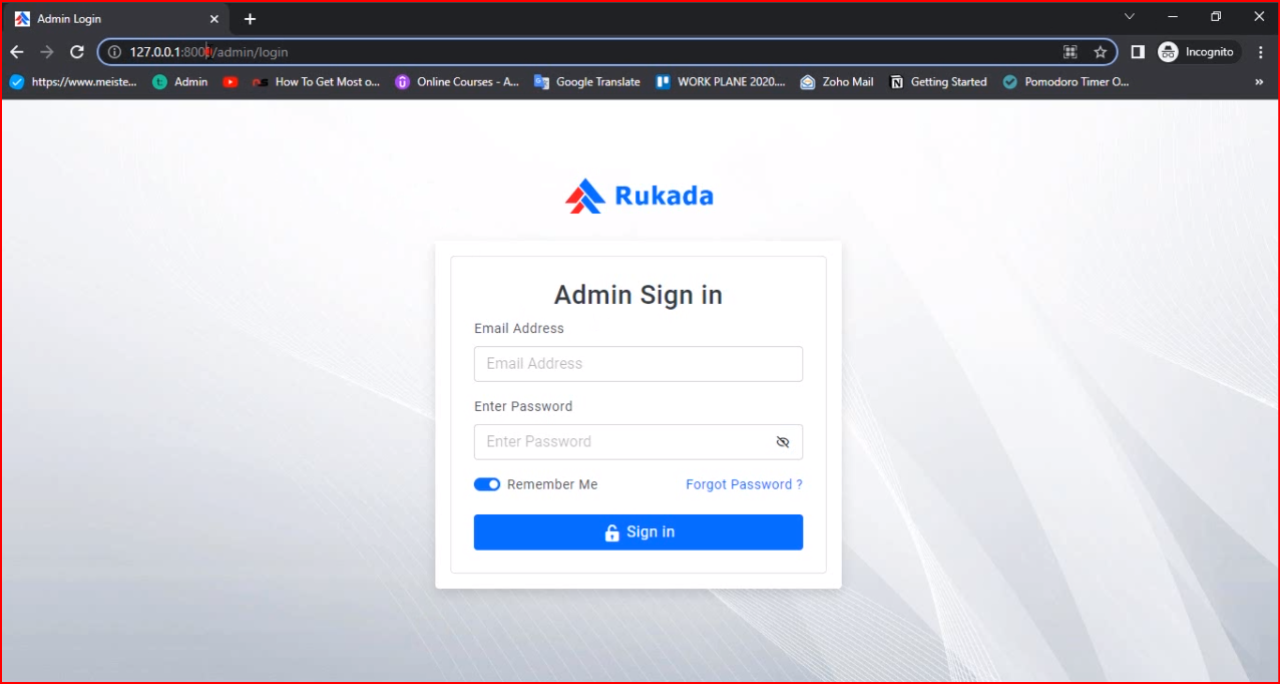 Admin Login
127.0.0.1:8000/admin/login
Incognito
https://www.meiste... Admin How To Get Most o... Online Courses - A... Google Translate WORK PLANE 2020.... Zoho Mail Getting Started Pomodoro Timer O... »
Rukada
Admin Sign in
Email Address
Email Address
Enter Password
Enter Password
Remember Me Forgot Password ?
Sign in